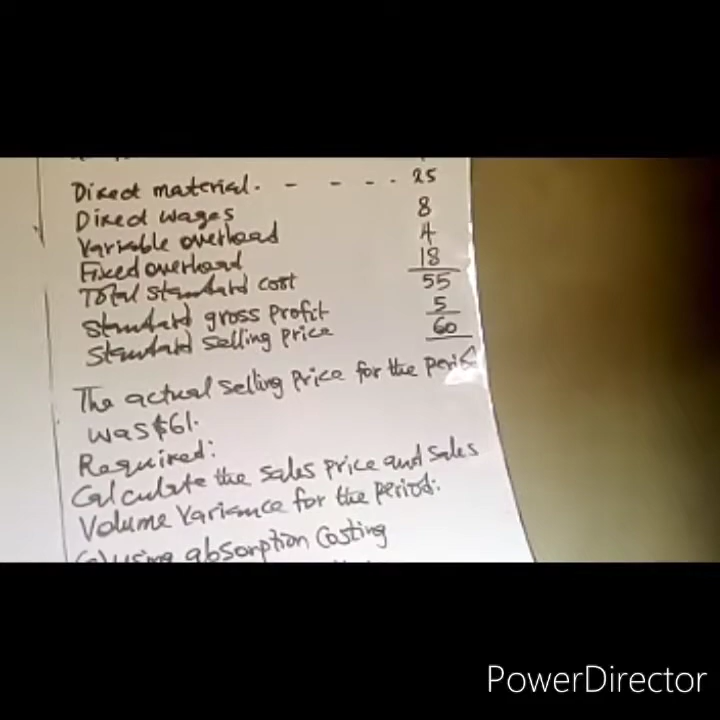 Direct material. - - - .. 25
Direct wages 8
Variable overhead 4
Fixed overhead 18
Total standard cost 55
Standard gross profit 5
Standard selling price 60
The actual selling price for the period
was $61.
Required:
Calculate the sales price and sales
Volume Variance for the period:
using absorption costing
PowerDirector